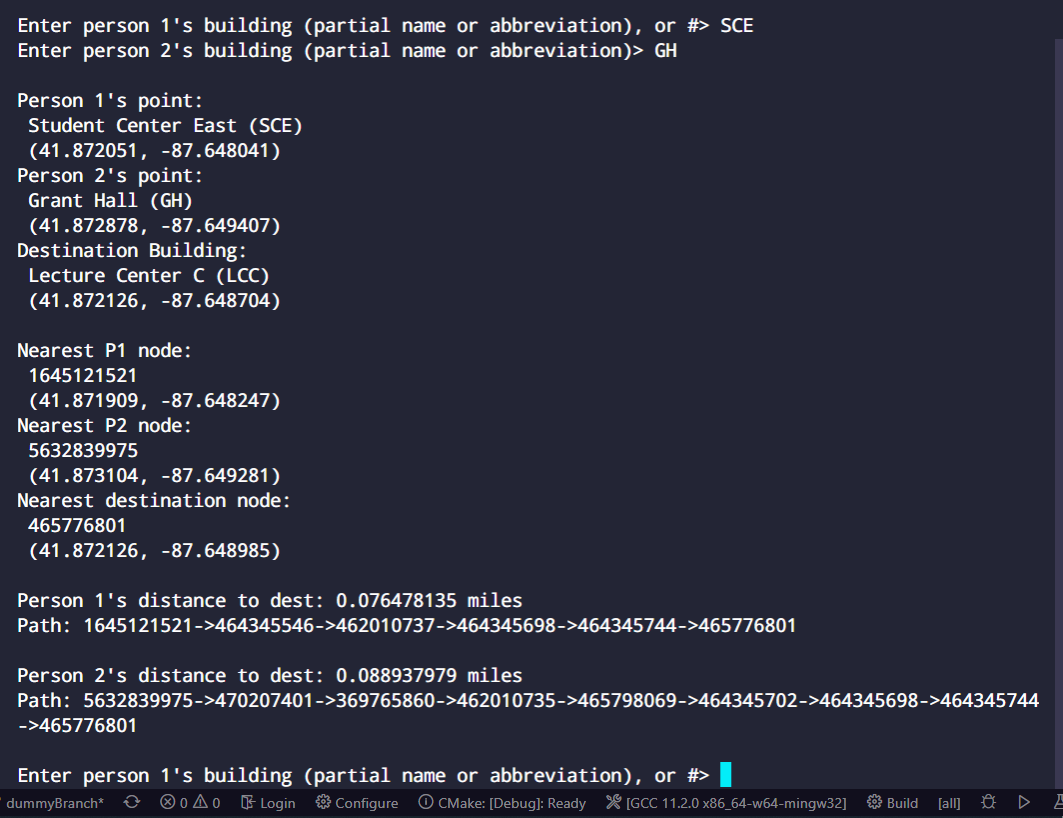 Enter person 1's building (partial name or abbreviation), or #> SCE
Enter person 2's building (partial name or abbreviation)> GH
Person 1's point:
Student Center East (SCE)
(41.872051, -87.648041)
Person 2's point:
Grant Hall (GH)
(41.872878, -87.649407)
Destination Building:
Lecture Center C (LCC)
(41.872126, -87.648704)
Nearest P1 node:
1645121521
(41.871909, -87.648247)
Nearest P2 node:
5632839975
(41.873104, -87.649281)
Nearest destination node:
465776801
(41.872126, -87.648985)
Person 1's distance to dest: 0.076478135 miles
Path: 1645121521->464345546->462010737->464345698->464345744->465776801
Person 2's distance to dest: 0.088937979 miles
Path: 5632839975->470207401->369765860->462010735->465798069->464345702->464345698->464345744
->465776801
Enter person 1's building (partial name or abbreviation), or #>
dummyBranch* 0 0 Login Configure CMake: [Debug]: Ready [GCC 11.2.0 x86_64-w64-mingw32] Build [all]